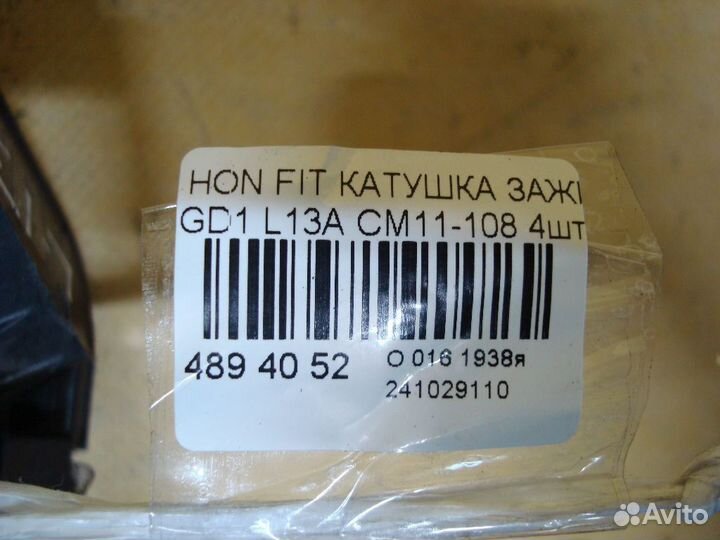 HON FIT КАТУШКА ЗАЖ
GD1 L13A CM11-108 4шт
489 40 52
О 016 1938я
241029110
Avito